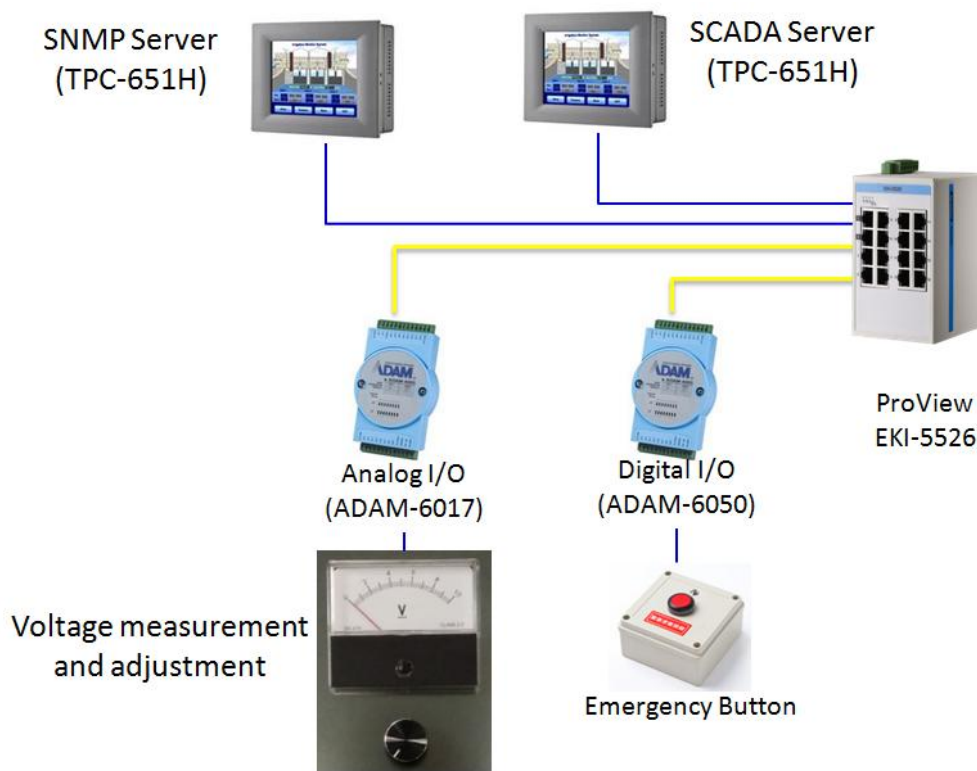 SNMP Server
(TPC-651H)
SCADA Server
(TPC-651H)
ProView
EKI-5526
ADAM
ADAM
Analog I/O
(ADAM-6017)
Digital I/O
(ADAM-6050)
V
Voltage measurement
and adjustment
Emergency Button